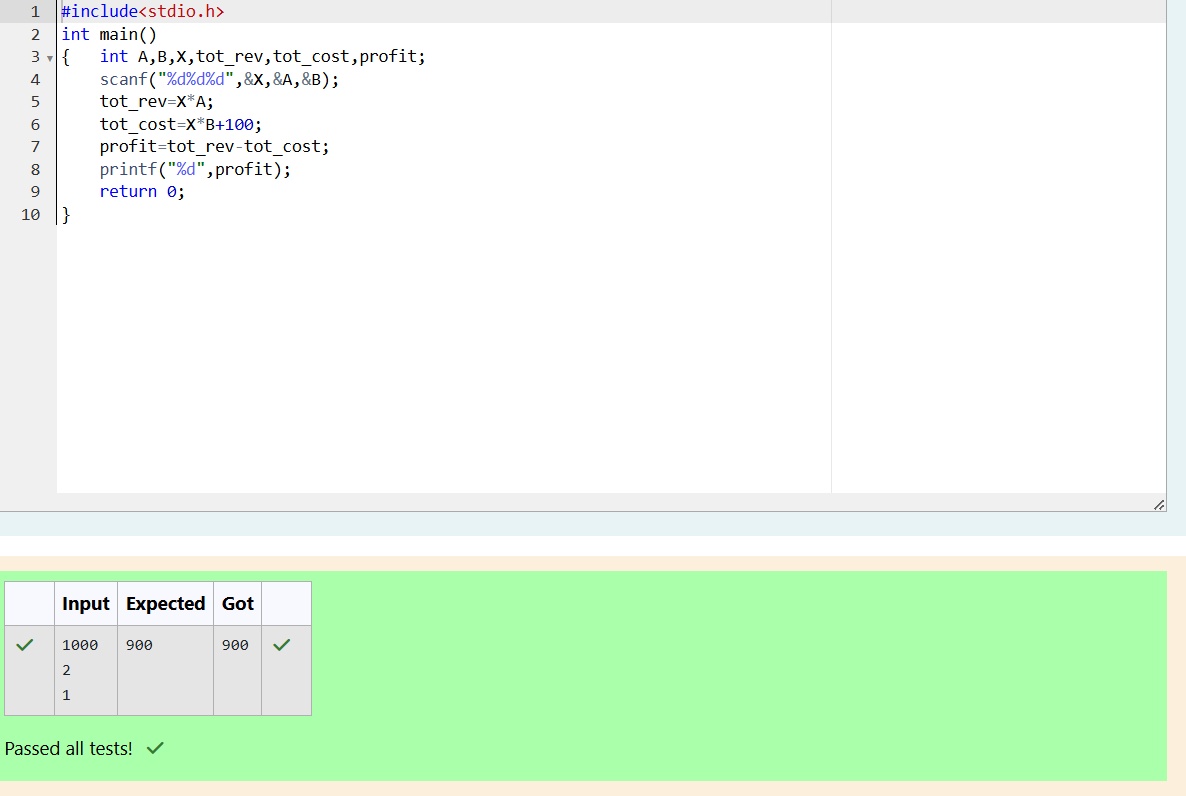 1 #include<stdio.h>
2 int main()
3 {   int A,B,X,tot_rev,tot_cost,profit;
4     scanf("%d%d%d",&X,&A,&B);
5     tot_rev=X*A;
6     tot_cost=X*B+100;
7     profit=tot_rev-tot_cost;
8     printf("%d",profit);
9     return 0;
10 }
Input Expected Got
1000 900 900
2
1
Passed all tests!